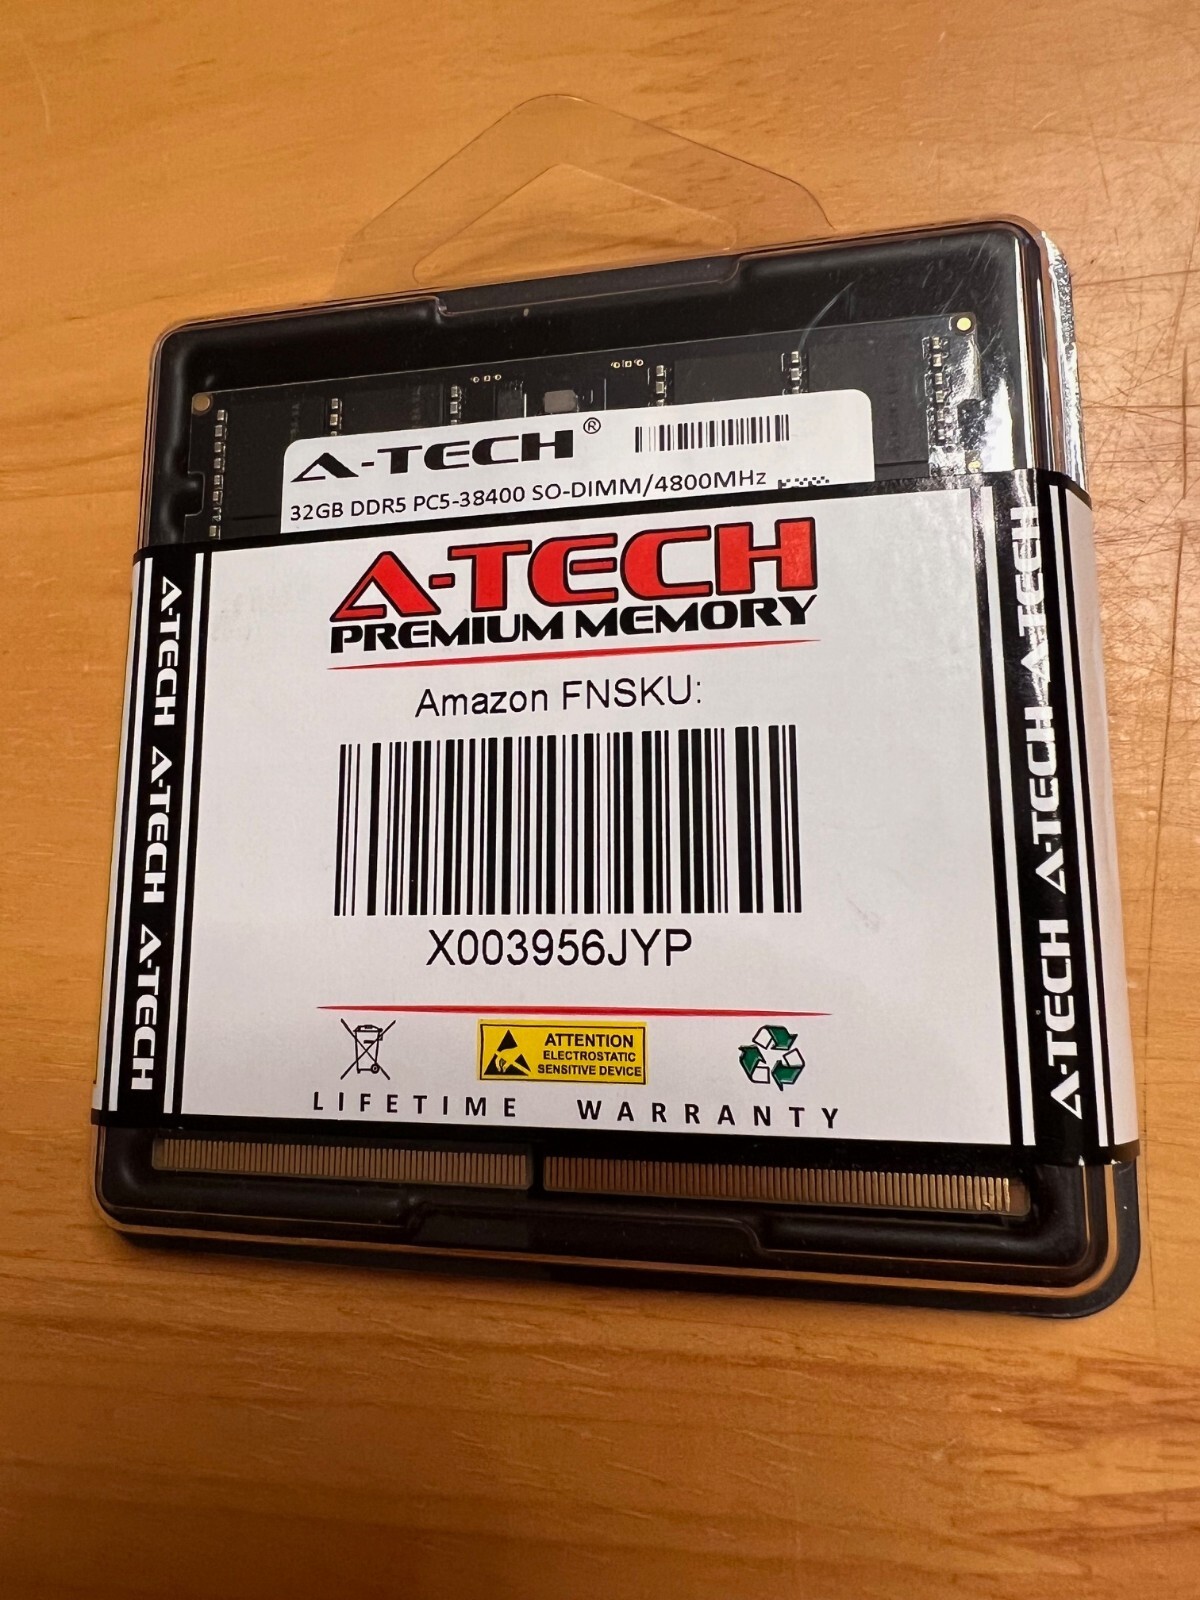 A-TECH®
32GB DDR5 PC5-38400 SO-DIMM/4800MHz
A-TECH
PREMIUM MEMORY
Amazon FNSKU:
X003956JYP
ATTENTION
ELECTROSTATIC
SENSITIVE DEVICE
LIFETIME WARRANTY
A-TECH A-TECH A-TECH
A-TECH A-TECH A-TECH A-TECH